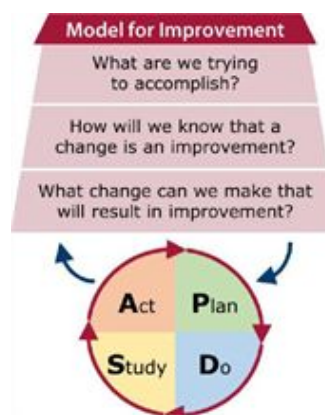 Model for Improvement
What are we trying
to accomplish?
How will we know that a
change is an improvement?
What change can we make that
will result in improvement?
Act
Plan
Study
Do